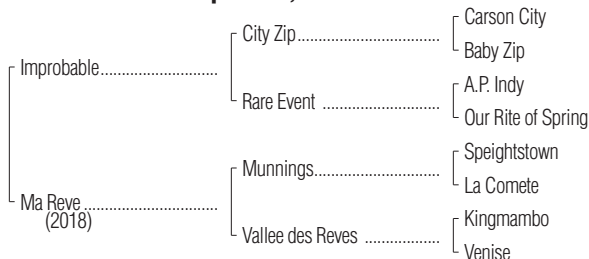 Carson City
City Zip
Baby Zip
Improbable
A.P. Indy
Rare Event
Our Rite of Spring
Speightstown
Munnings
La Comete
Ma Reve
(2018)
Kingmambo
Vallee des Reves
Venise